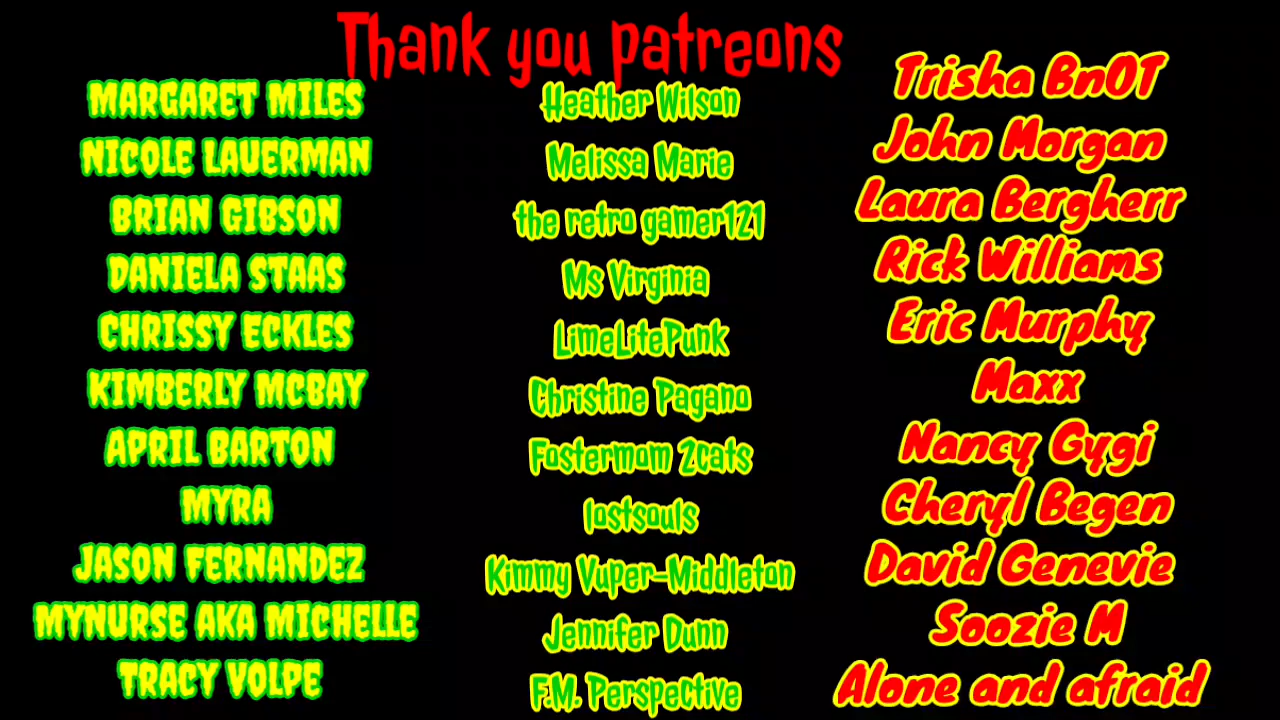 Thank you patreons
MARGARET MILES
NICOLE LAUERMAN
BRIAN GIBSON
DANIELA STAAS
CHRISSY ECKLES
KIMBERLY MCBAY
APRIL BARTON
MYRA
JASON FERNANDEZ
MYNURSE AKA MICHELLE
TRACY VOLPE
Heather Wilson
Melissa Marie
the retro gamer121
Ms Virginia
LimeLitePunk
Christine Pagano
Fostermom 2cats
lostsouls
Kimmy Vuper-Middleton
Jennifer Dunn
F.M. Perspective
Trisha BnOT
John Morgan
Laura Bergherr
Rick Williams
Eric Murphy
Maxx
Nancy Gygi
Cheryl Begen
David Genevie
Soozie M
Alone and afraid